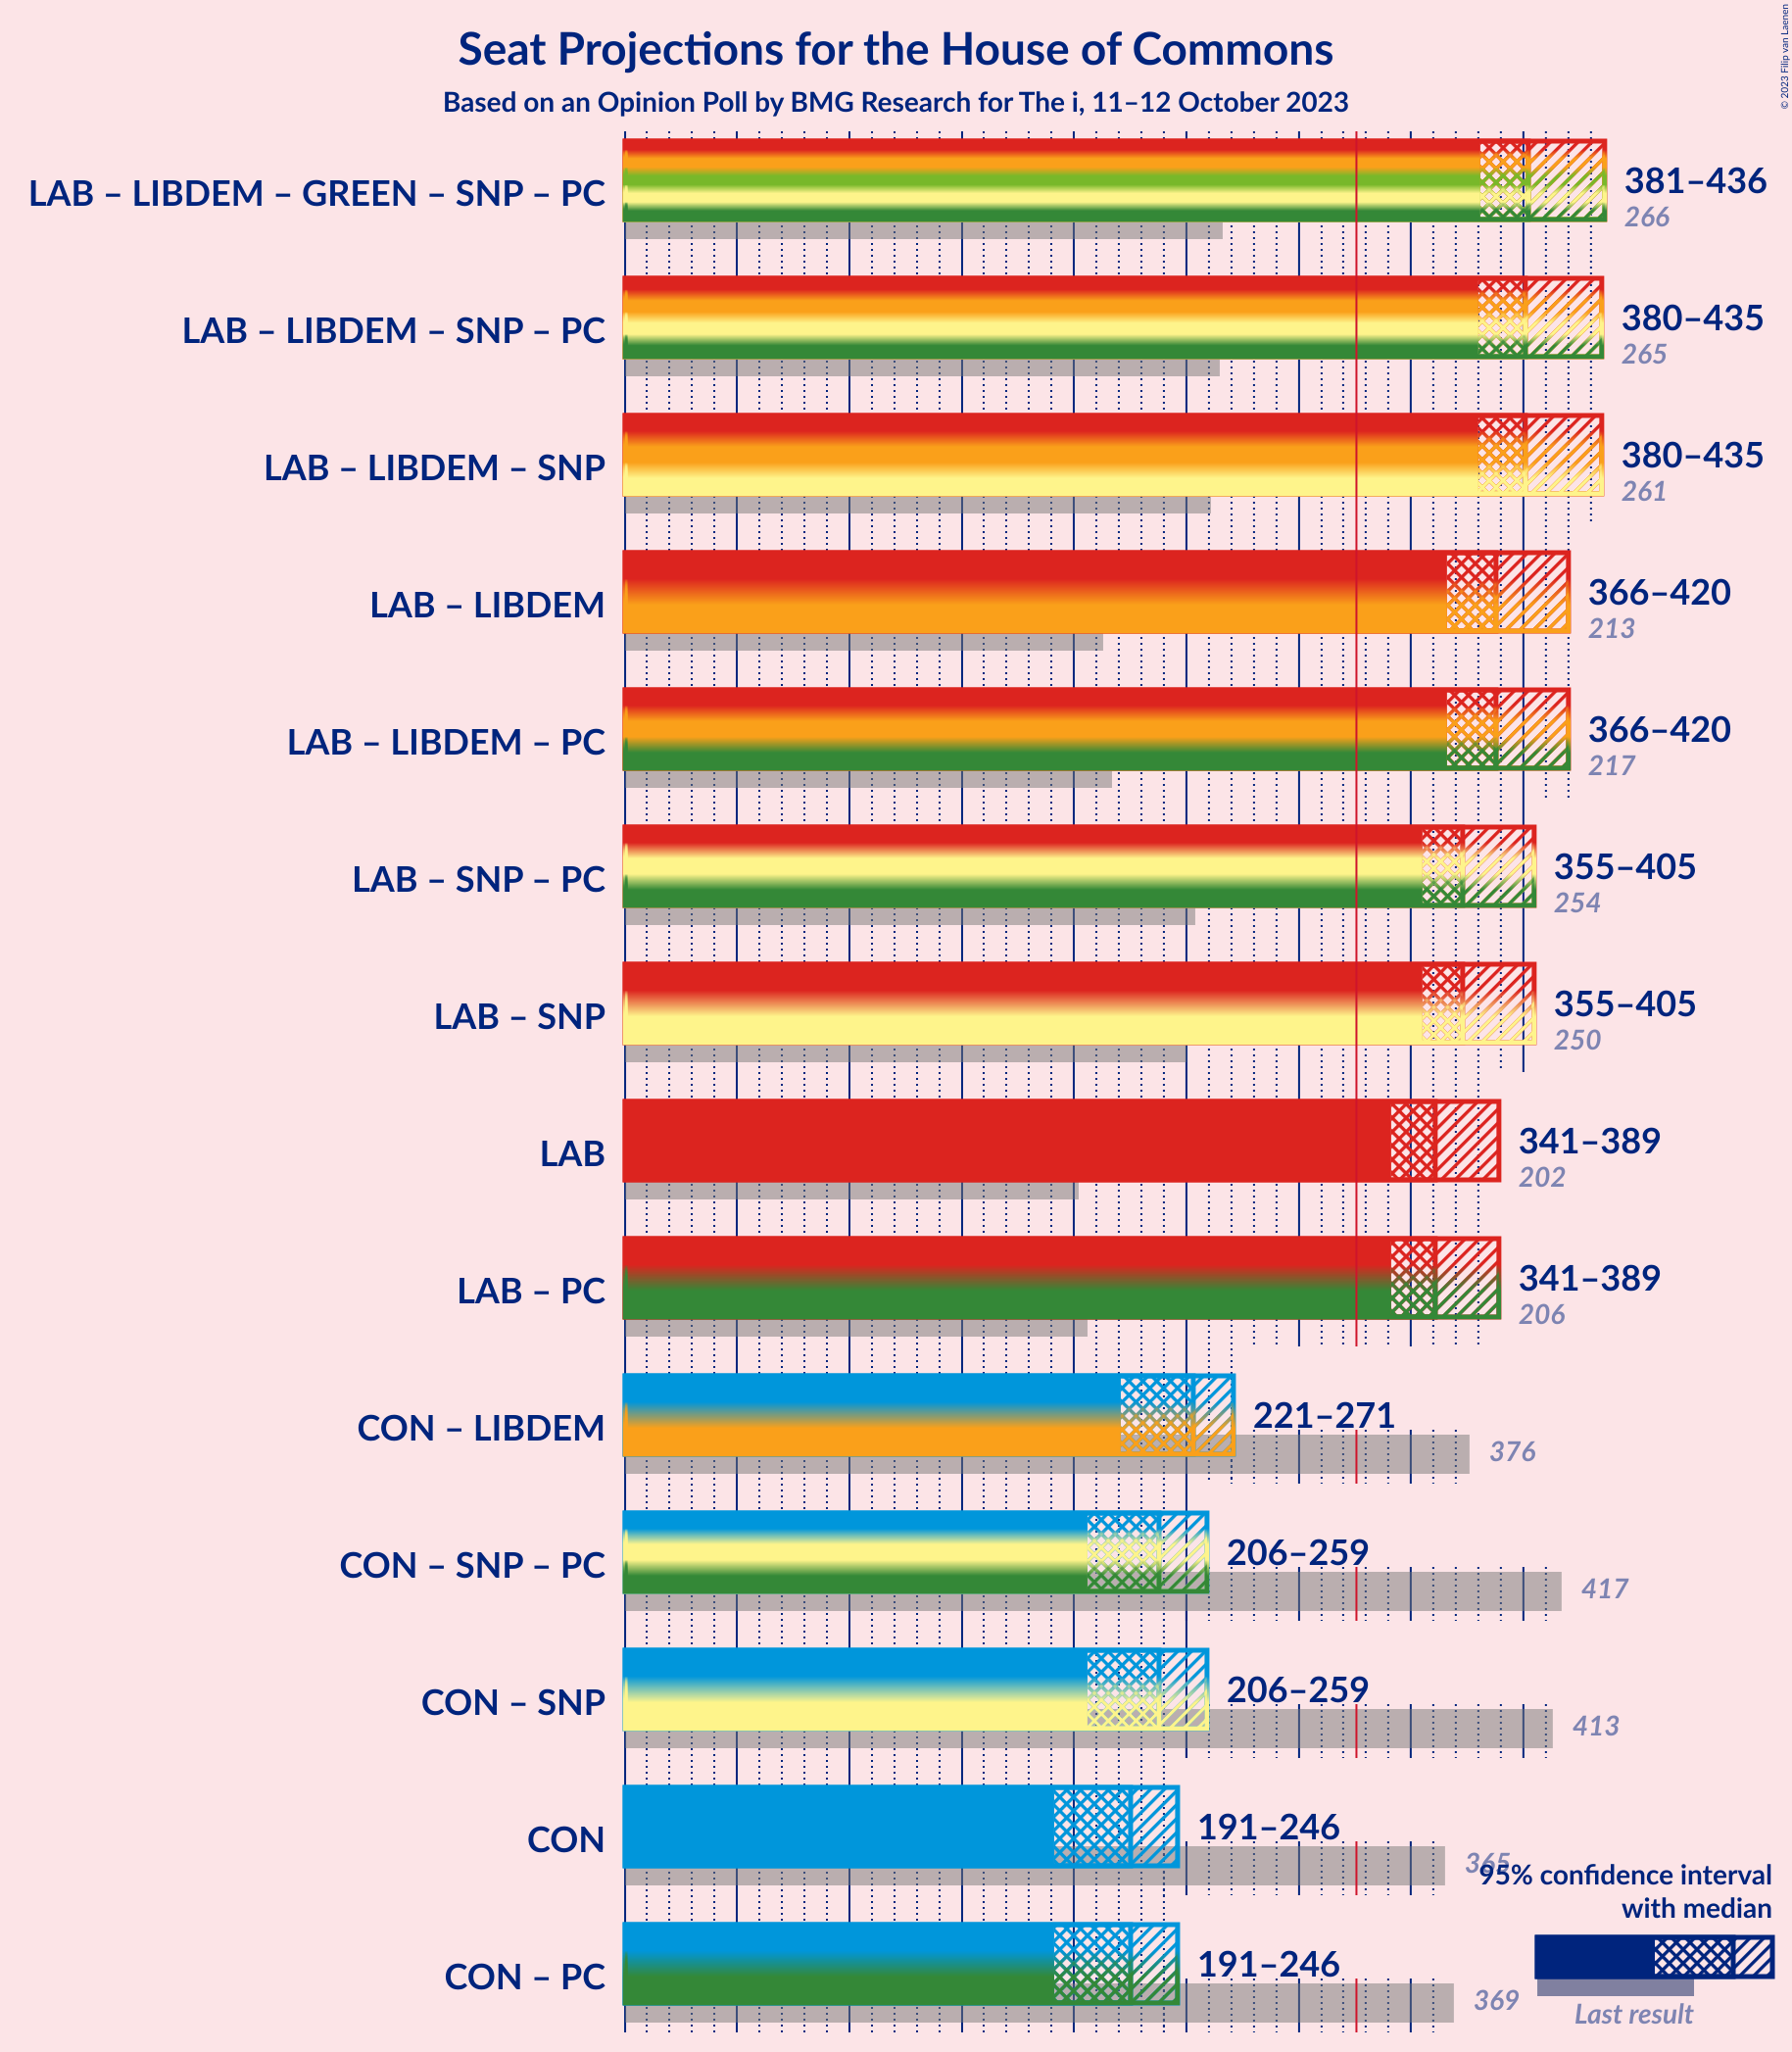 © 2023 Filip van Laenen
Seat Projections for the House of Commons
Based on an Opinion Poll by BMG Research for The i, 11–12 October 2023
LAB – LIBDEM – GREEN – SNP – PC
381–436
266
LAB – LIBDEM – SNP – PC
380–435
265
LAB – LIBDEM – SNP
380–435
261
LAB – LIBDEM
366–420
213
LAB – LIBDEM – PC
366–420
217
LAB – SNP – PC
355–405
254
LAB – SNP
355–405
250
LAB
341–389
202
LAB – PC
341–389
206
CON – LIBDEM
221–271
376
CON – SNP – PC
206–259
417
CON – SNP
206–259
413
CON
191–246
365
CON – PC
191–246
369
95% confidence interval
with median
Last result